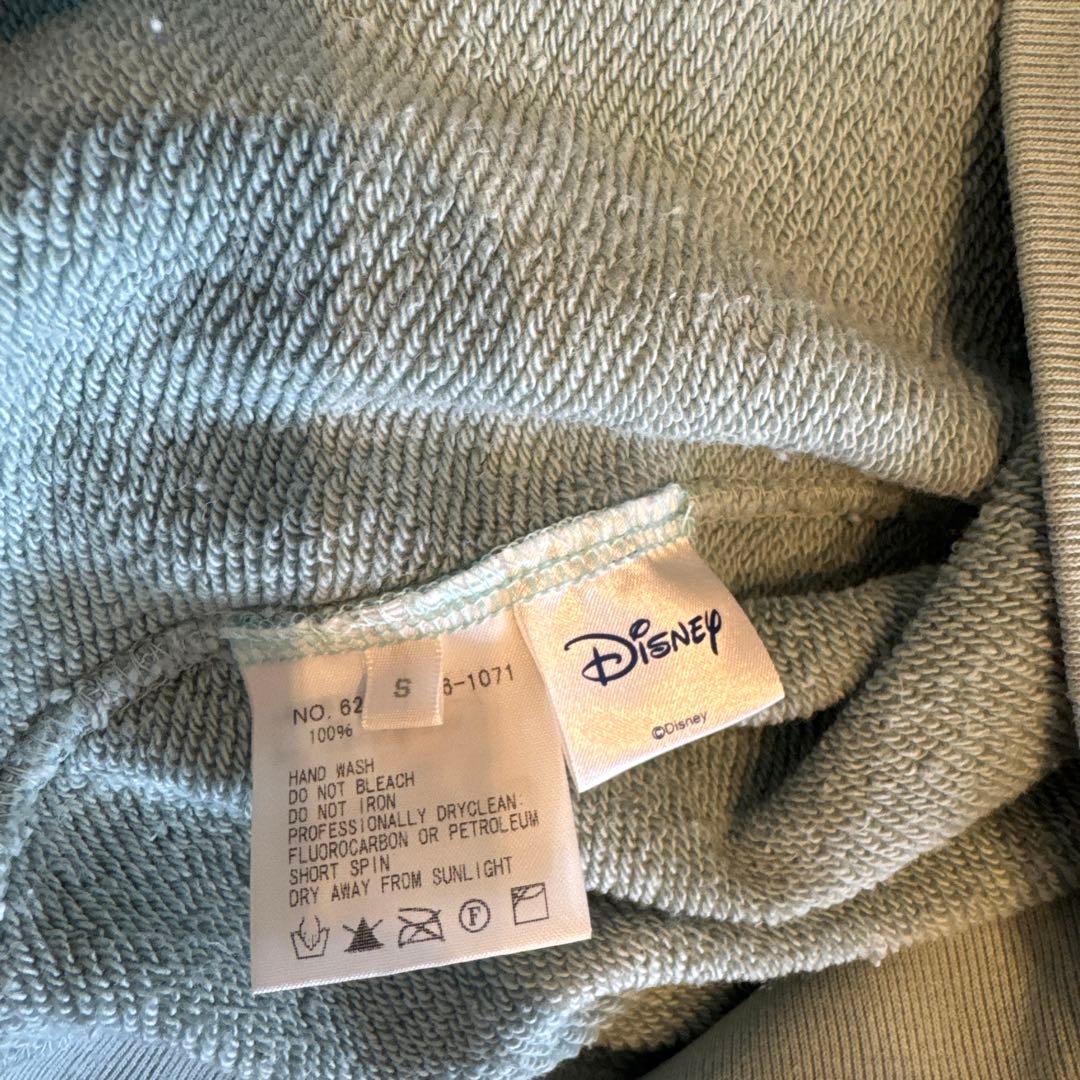 NO. 62
S
6-1071
100%
HAND WASH
DO NOT BLEACH
DO NOT IRON
PROFESSIONALLY DRYCLEAN:
FLUOROCARBON OR PETROLEUM
SHORT SPIN
DRY AWAY FROM SUNLIGHT
F
Disney
©Disney